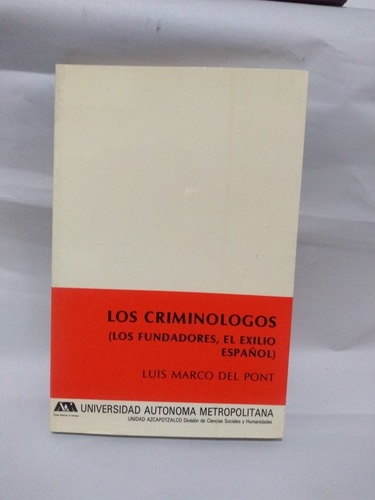 LOS CRIMINOLOGOS
(LOS FUNDADORES, EL EXILIO
ESPAÑOL)
LUIS MARCO DEL PONT
UNIVERSIDAD AUTONOMA METROPOLITANA
UNIDAD AZCAPOTZALCO División de Ciencias Sociales y Humanidades